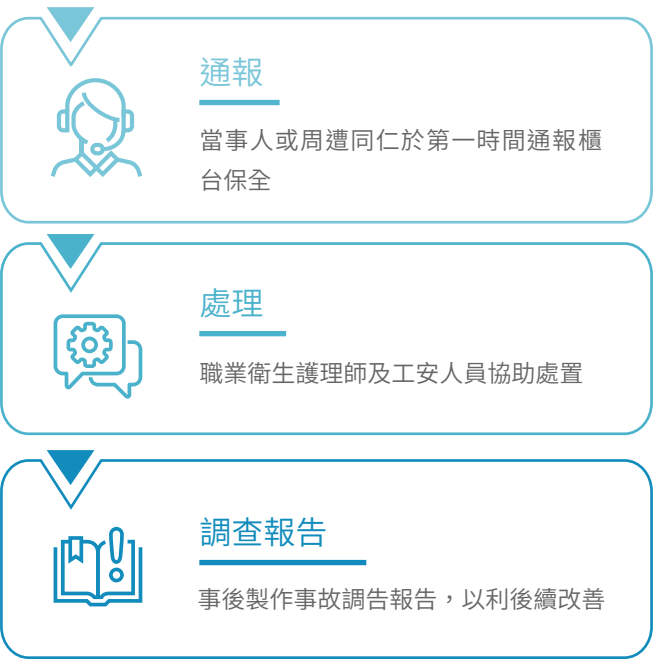 通報
當事人或周遭同仁於第一時間通報櫃
台保全
處理
職業衛生護理師及工安人員協助處置
調查報告
事後製作事故調告報告，以利後續改善